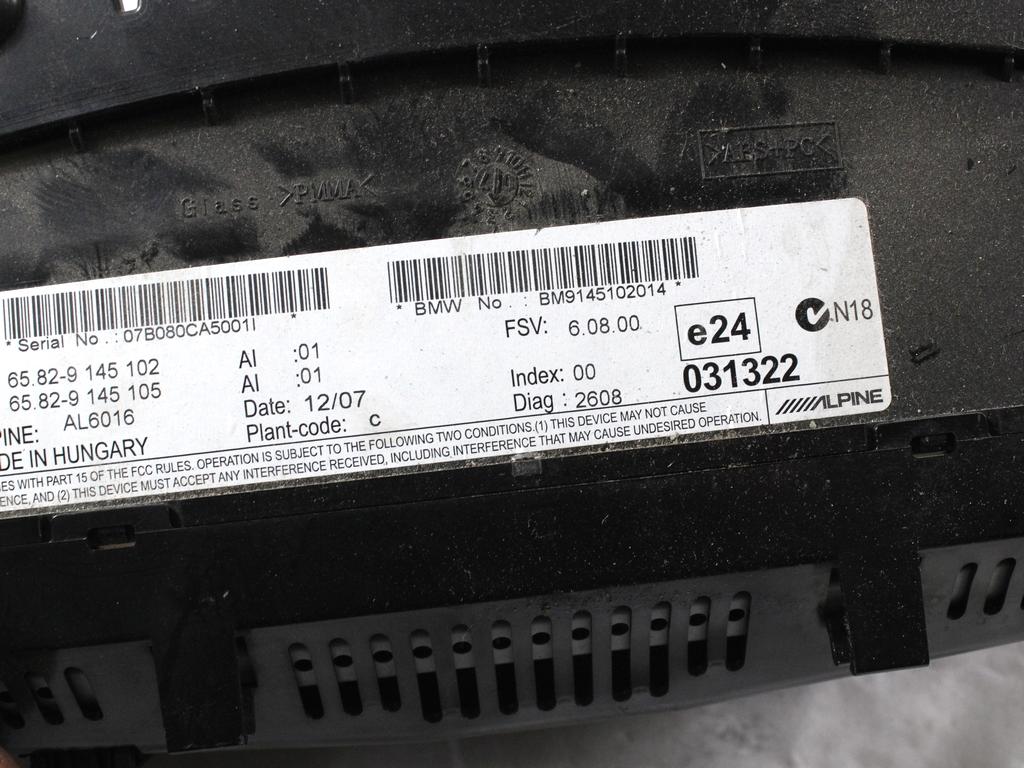 >ABS+PC<
Glass >PMMA<
* Serial No.: 07B080CA5001I *
* BMW No. : BM9145102014 *
65.82-9 145 102 AI :01
65.82-9 145 105 AI :01
PINE: AL6016
DE IN HUNGARY
Date: 12/07
Plant-code: C
FSV: 6.08.00
Index: 00
Diag : 2608
e24
031322
N18
ALPINE
WITH PART 15 OF THE FCC RULES. OPERATION IS SUBJECT TO THE FOLLOWING TWO CONDITIONS.(1) THIS DEVICE MAY NOT CAUSE
AND (2) THIS DEVICE MUST ACCEPT ANY INTERFERENCE RECEIVED, INCLUDING INTERFERENCE THAT MAY CAUSE UNDESIRED OPERATION.